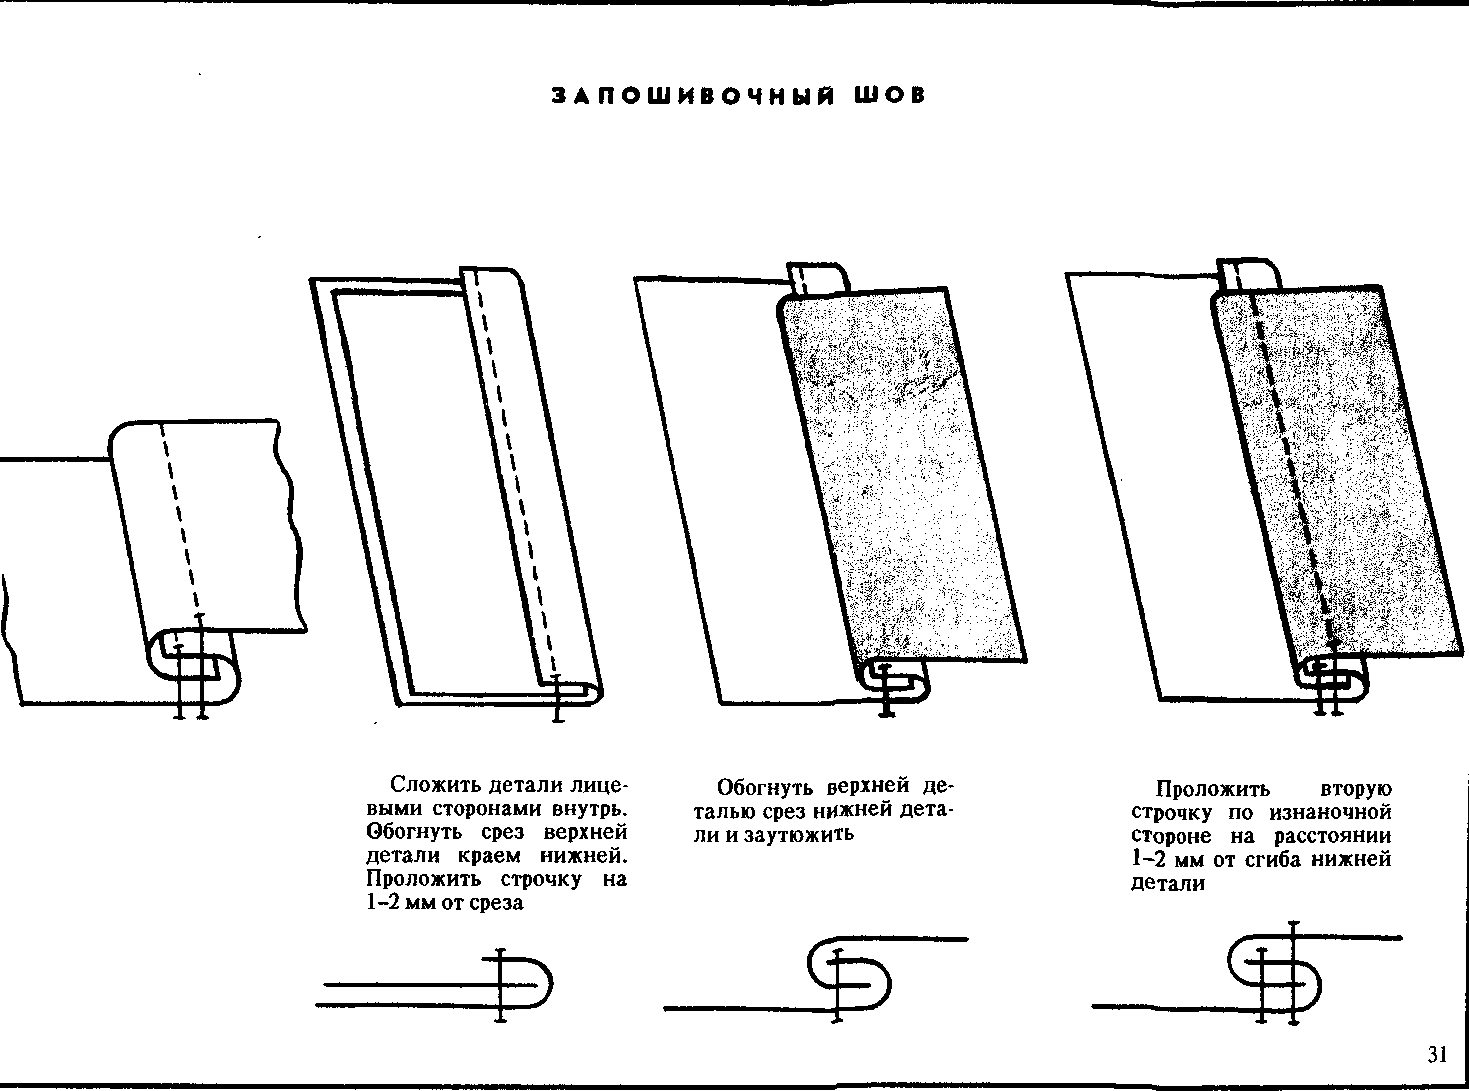 ЗАПОШИВОЧНЫЙ ШОВ
Сложить детали лице-
выми сторонами внутрь.
Обогнуть срез верхней
детали краем нижней.
Проложить строчку на
1–2 мм от среза
Обогнуть верхней де-
талью срез нижней дета-
ли и заутюжить
Проложить вторую
строчку по изнаночной
стороне на расстоянии
1–2 мм от сгиба нижней
детали
31